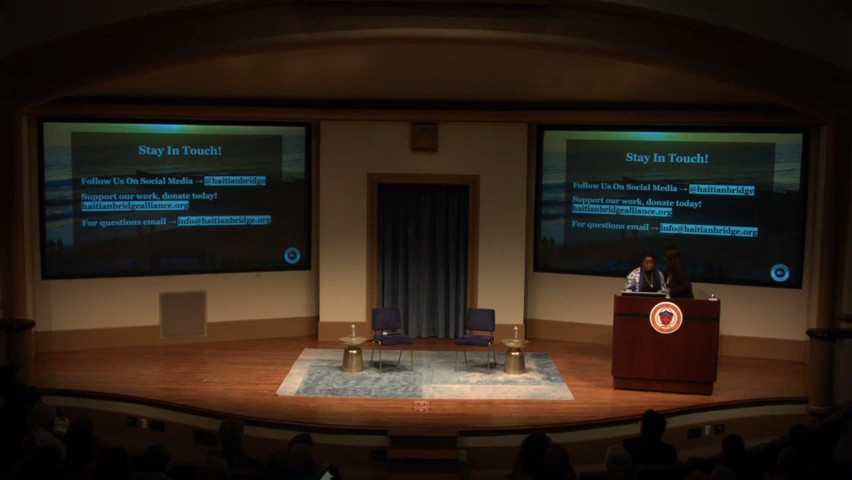 Stay In Touch!
Follow Us On Social Media → @haitianbridge
Support our work, donate today!
haitianbridgealliance.org
For questions email → info@haitianbridge.org
Stay In Touch!
Follow Us On Social Media → @haitianbridge
Support our work, donate today!
haitianbridgealliance.org
For questions email → info@haitianbridge.org